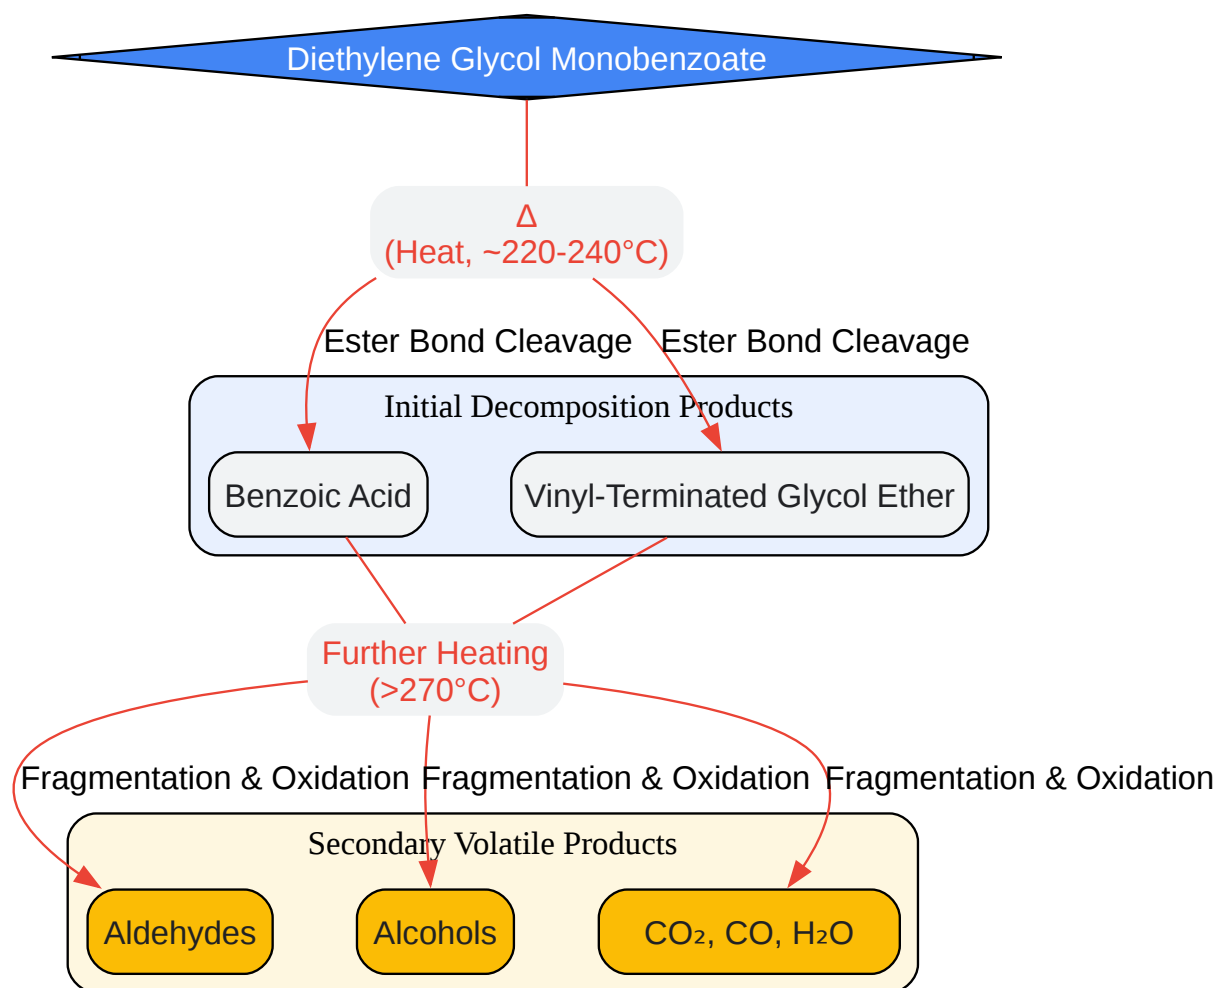 Diethylene Glycol Monobenzoate
Δ
(Heat, ~220-240°C)
Ester Bond Cleavage
Ester Bond Cleavage
Initial Decomposition Products
Benzoic Acid
Vinyl-Terminated Glycol Ether
Further Heating
(>270°C)
Fragmentation & Oxidation
Fragmentation & Oxidation
Fragmentation & Oxidation
Secondary Volatile Products
Aldehydes
Alcohols
CO₂, CO, H₂O